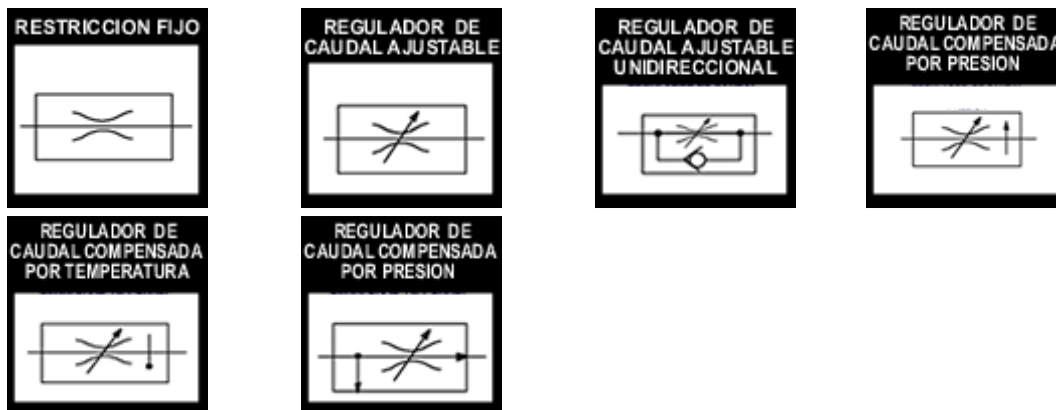 RESTRICCION FIJO
REGULADOR DE
CAUDAL AJUSTABLE
REGULADOR DE
CAUDAL AJUSTABLE
UNIDIRECCIONAL
REGULADOR DE
CAUDAL COMPENSADA
POR PRESION
REGULADOR DE
CAUDAL COMPENSADA
POR TEMPERATURA
REGULADOR DE
CAUDAL COMPENSADA
POR PRESION